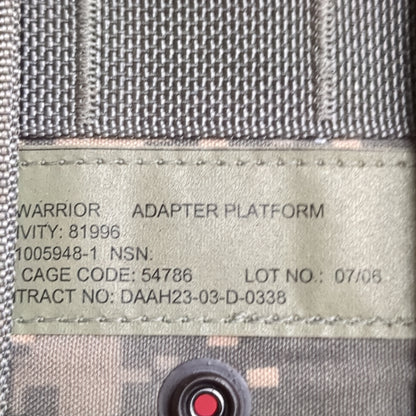 WARRIOR ADAPTER PLATFORM
IVITY: 81996
1005948-1 NSN:
CAGE CODE: 54786 LOT NO.: 07/06
TRACT NO: DAAH23-03-D-0338